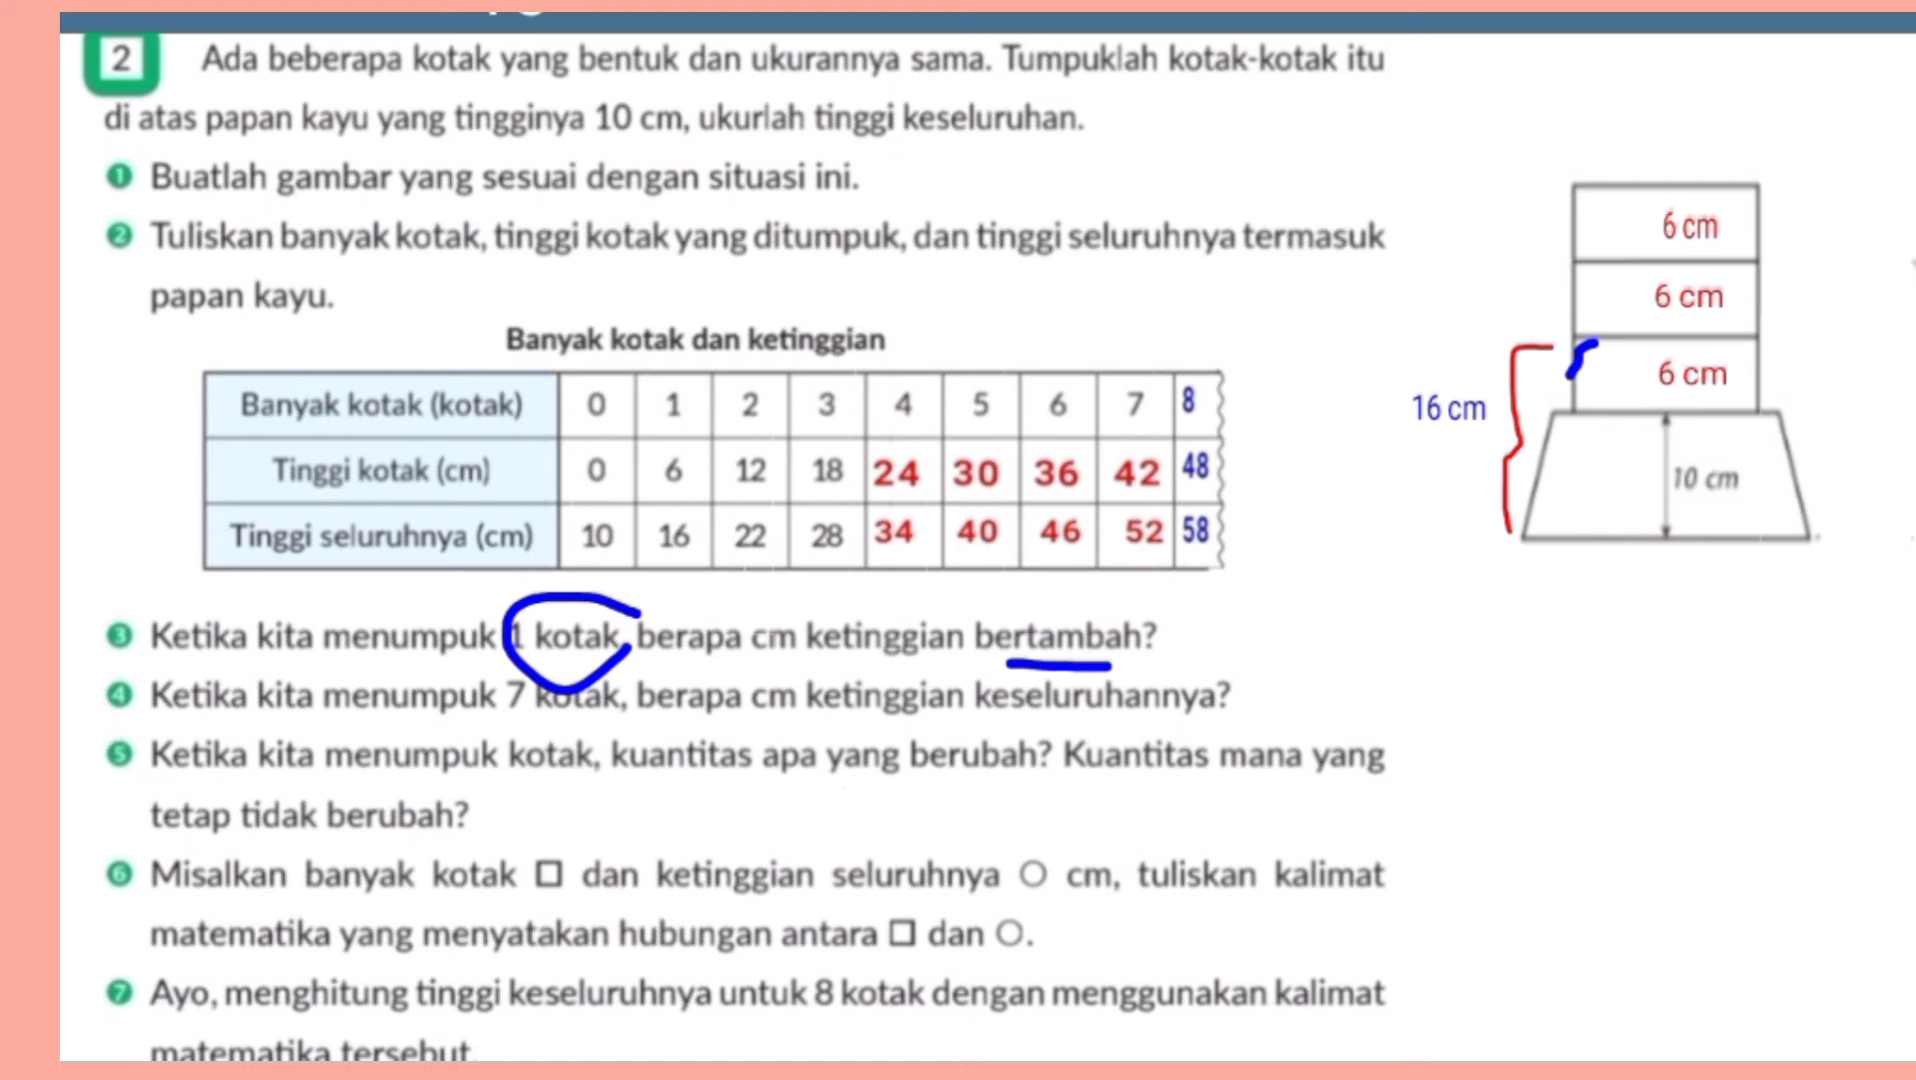 2 Ada beberapa kotak yang bentuk dan ukurannya sama. Tumpuklah kotak-kotak itu
di atas papan kayu yang tingginya 10 cm, ukurlah tinggi keseluruhan.
1 Buatlah gambar yang sesuai dengan situasi ini.
2 Tuliskan banyak kotak, tinggi kotak yang ditumpuk, dan tinggi seluruhnya termasuk
papan kayu.
Banyak kotak dan ketinggian
Banyak kotak (kotak) 0 1 2 3 4 5 6 7 8
Tinggi kotak (cm) 0 6 12 18 24 30 36 42 48
Tinggi seluruhnya (cm) 10 16 22 28 34 40 46 52 58
6 cm
6 cm
6 cm
16 cm
10 cm
3 Ketika kita menumpuk 1 kotak, berapa cm ketinggian bertambah?
4 Ketika kita menumpuk 7 kotak, berapa cm ketinggian keseluruhannya?
5 Ketika kita menumpuk kotak, kuantitas apa yang berubah? Kuantitas mana yang
tetap tidak berubah?
6 Misalkan banyak kotak □ dan ketinggian seluruhnya ○ cm, tuliskan kalimat
matematika yang menyatakan hubungan antara □ dan ○.
7 Ayo, menghitung tinggi keseluruhnya untuk 8 kotak dengan menggunakan kalimat
matematika tersebut.